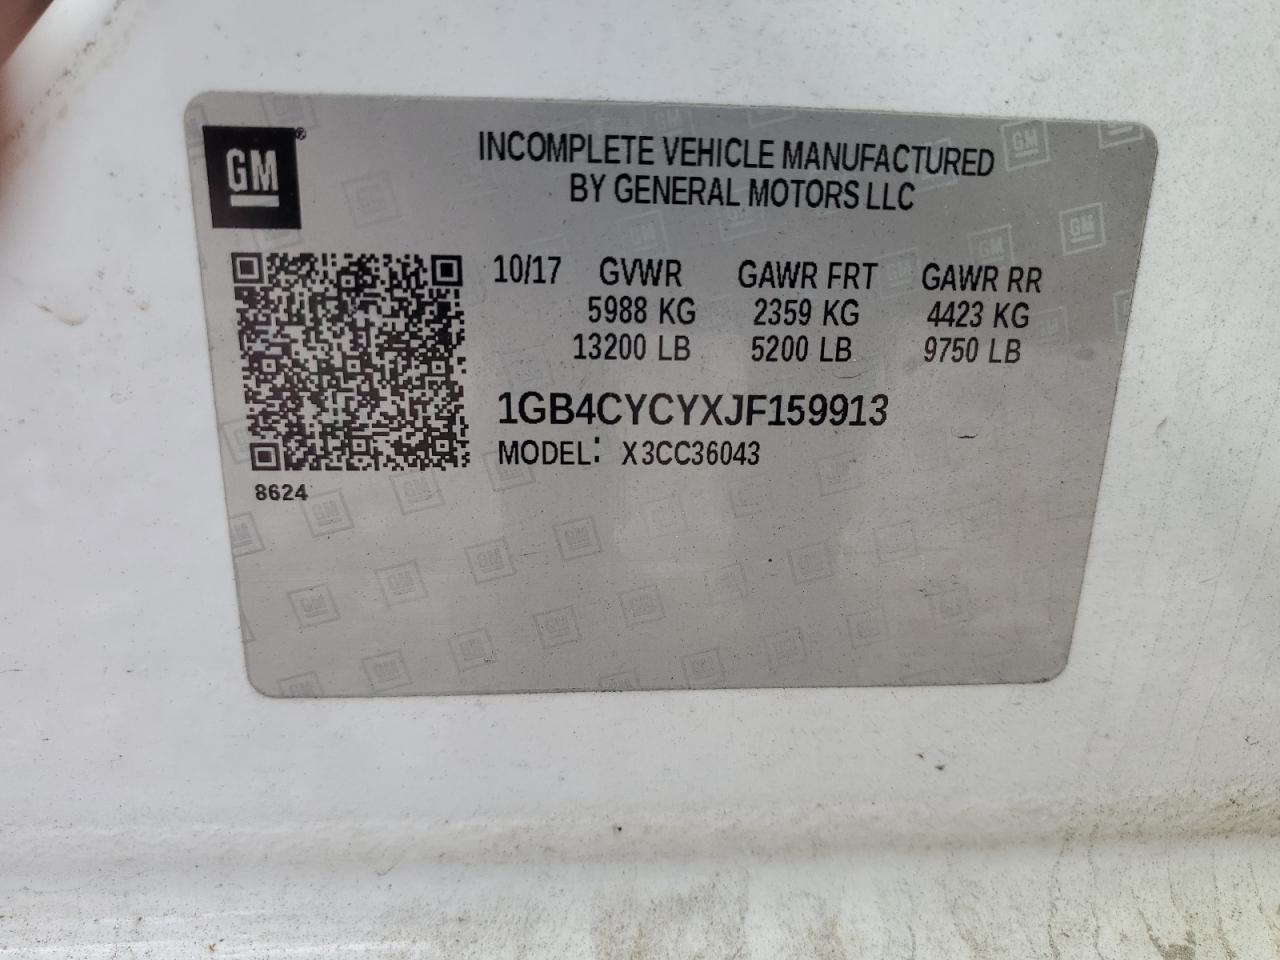 GM®
INCOMPLETE VEHICLE MANUFACTURED
BY GENERAL MOTORS LLC
10/17 GVWR GAWR FRT GAWR RR
5988 KG 2359 KG 4423 KG
13200 LB 5200 LB 9750 LB
1GB4CYCYXJF159913
MODEL: X3CC36043
8624